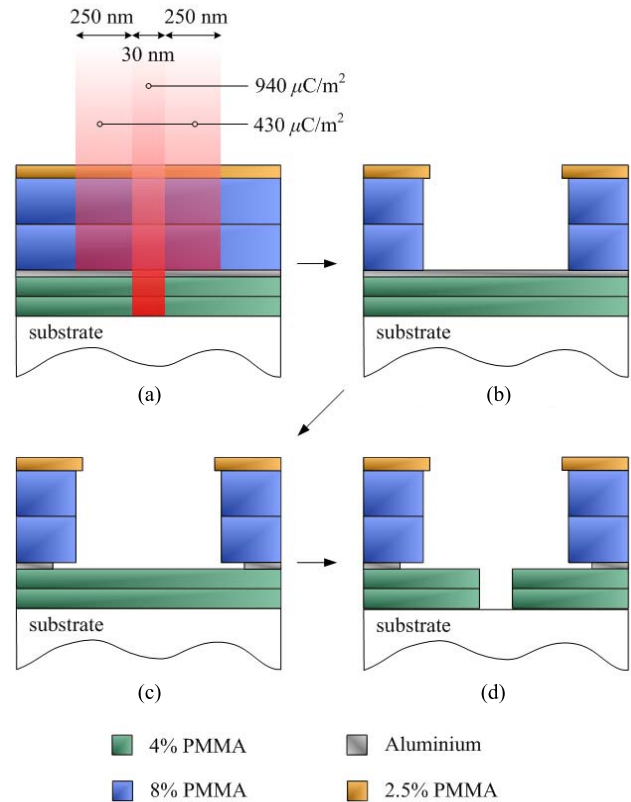 250 nm 250 nm
30 nm
940 μC/m²
430 μC/m²
substrate substrate
(a) (b)
substrate substrate
(c) (d)
4% PMMA Aluminium
8% PMMA 2.5% PMMA